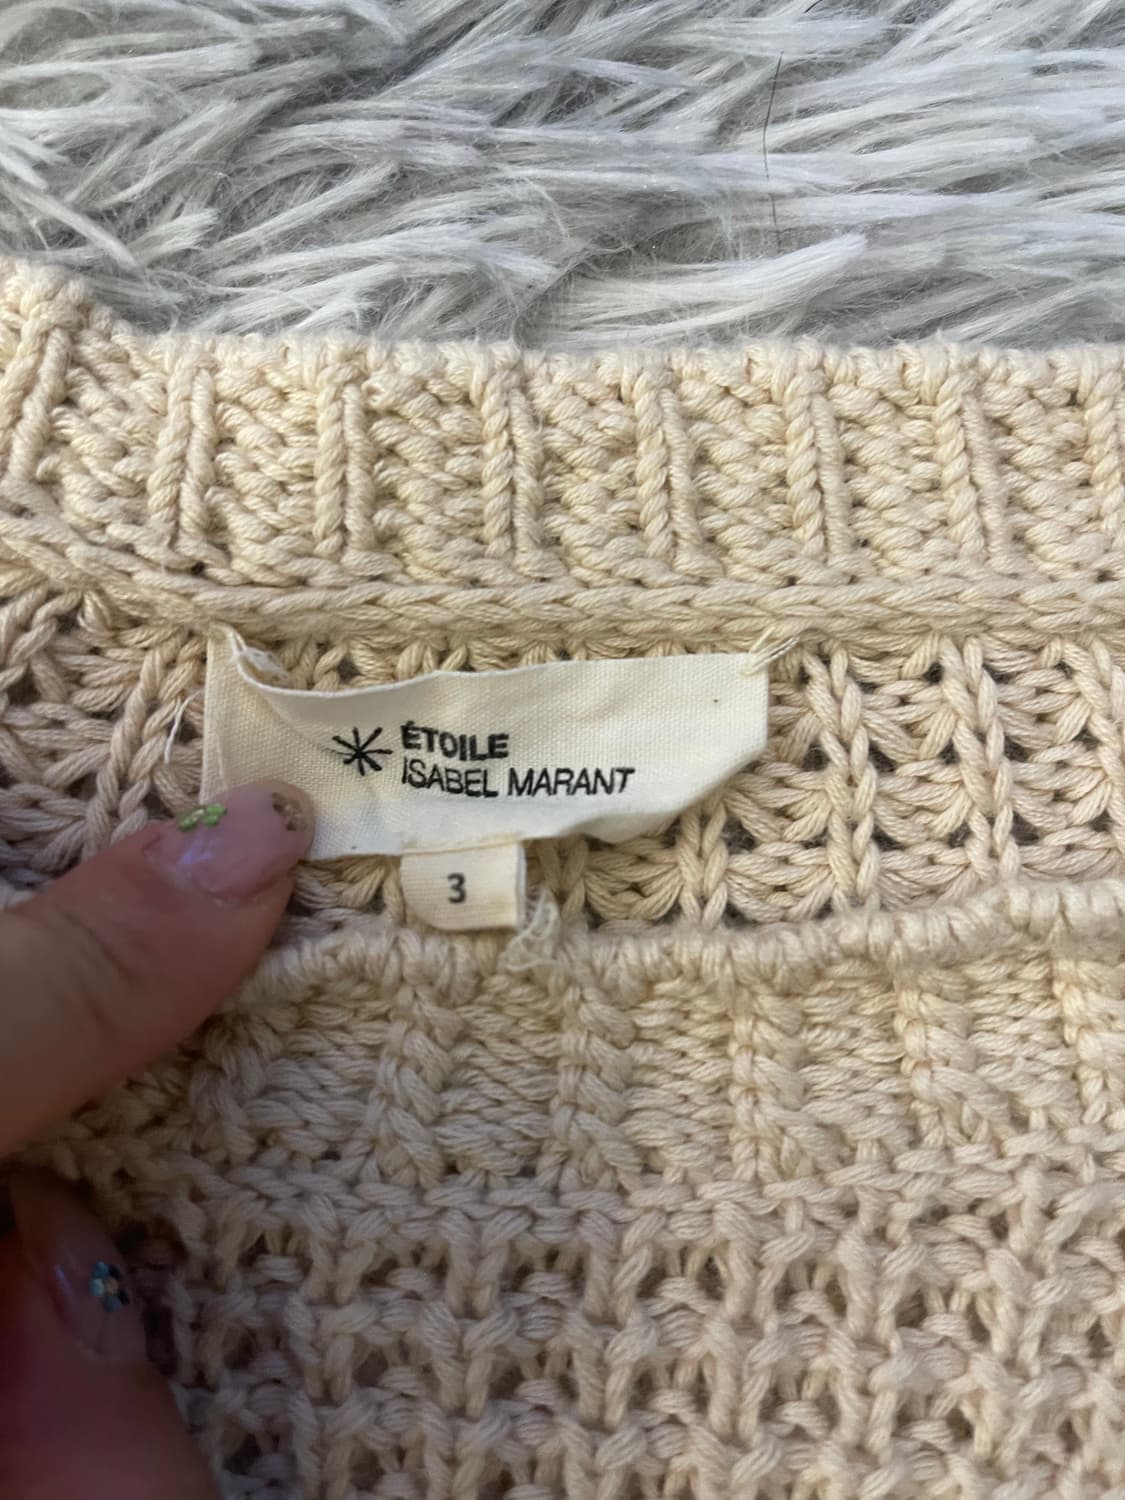 ÉTOILE
ISABEL MARANT
3